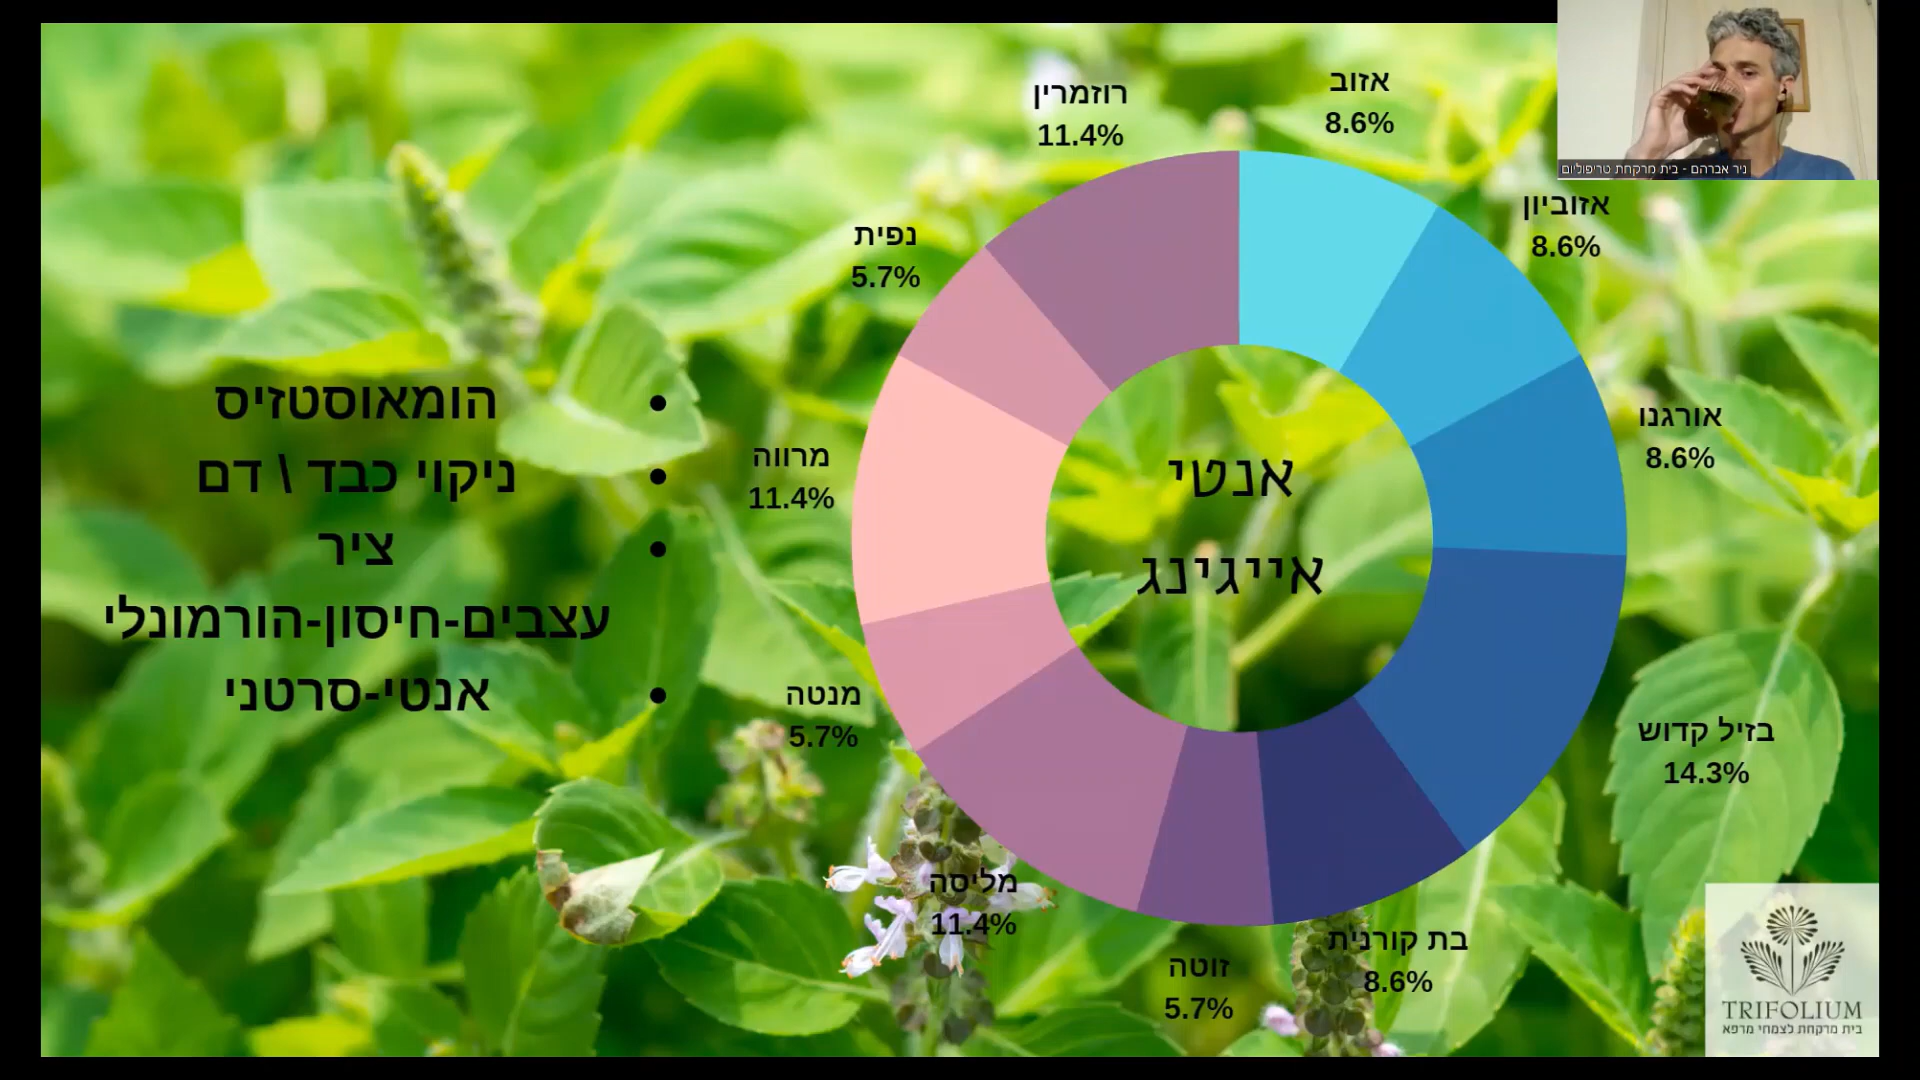 ניר אברהם - בית מרקחת טריפוליום
אזוב
8.6%
אזוביון
8.6%
אורגנו
8.6%
בזיל קדוש
14.3%
בת קורנית
8.6%
זוטה
5.7%
מליסה
11.4%
מנטה
5.7%
מרווה
11.4%
נפית
5.7%
רוזמרין
11.4%
אנטי
אייגינג
• הומאוסטזיס
• ניקוי כבד \ דם
• ציר
עצבים-חיסון-הורמונלי
• אנטי-סרטני
TRIFOLIUM
בית מרקחת לצמחי מרפא